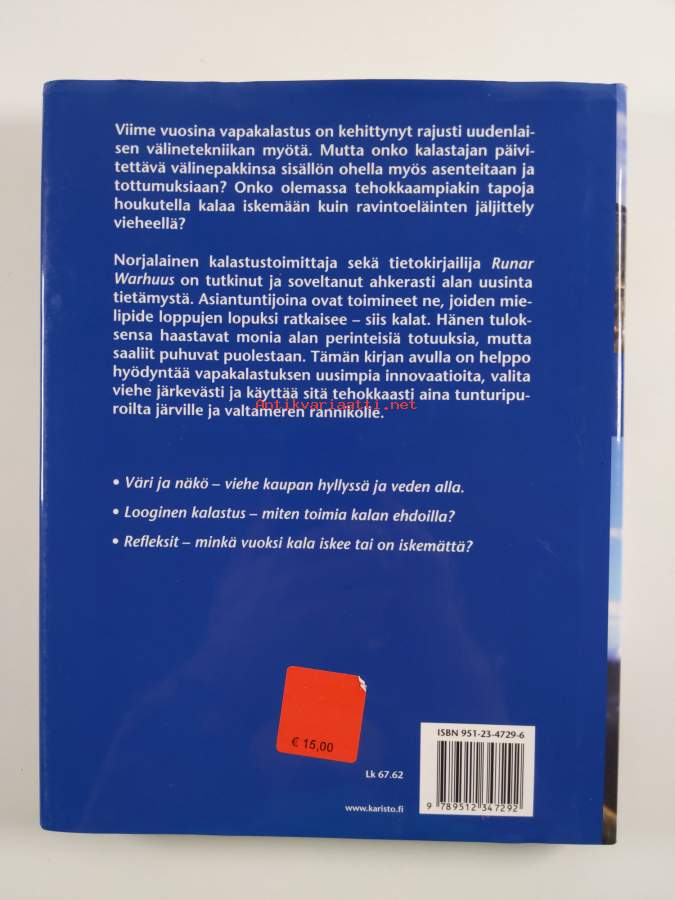 Viime vuosina vapakalastus on kehittynyt rajusti uudenlai-
sen välinetekniikan myötä. Mutta onko kalastajan päivi-
tettävä välinepakkinsa sisällön ohella myös asenteitaan ja
tottumuksiaan? Onko olemassa tehokkaampiakin tapoja
houkutella kalaa iskemään kuin ravintoeläinten jäljittely
vieheellä?
Norjalainen kalastustoimittaja sekä tietokirjailija Runar
Warhuus on tutkinut ja soveltanut ahkerasti alan uusinta
tietämystä. Asiantuntijoina ovat toimineet ne, joiden mie-
lipide loppujen lopuksi ratkaisee – siis kalat. Hänen tulok-
sensa haastavat monia alan perinteisiä totuuksia, mutta
saaliit puhuvat puolestaan. Tämän kirjan avulla on helppo
hyödyntää vapakalastuksen uusimpia innovaatioita, valita
viehe järkevästi ja käyttää sitä tehokkaasti aina tunturipu-
roilta järville ja valtameren rannikolle.
Antikvariaatti.net
• Väri ja näkö – viehe kaupan hyllyssä ja veden alla.
• Looginen kalastus – miten toimia kalan ehdoilla?
• Refleksit – minkä vuoksi kala iskee tai on iskemättä?
€ 15,00
ISBN 951-23-4729-6
Lk 67.62
www.karisto.fi
9 789512 347292